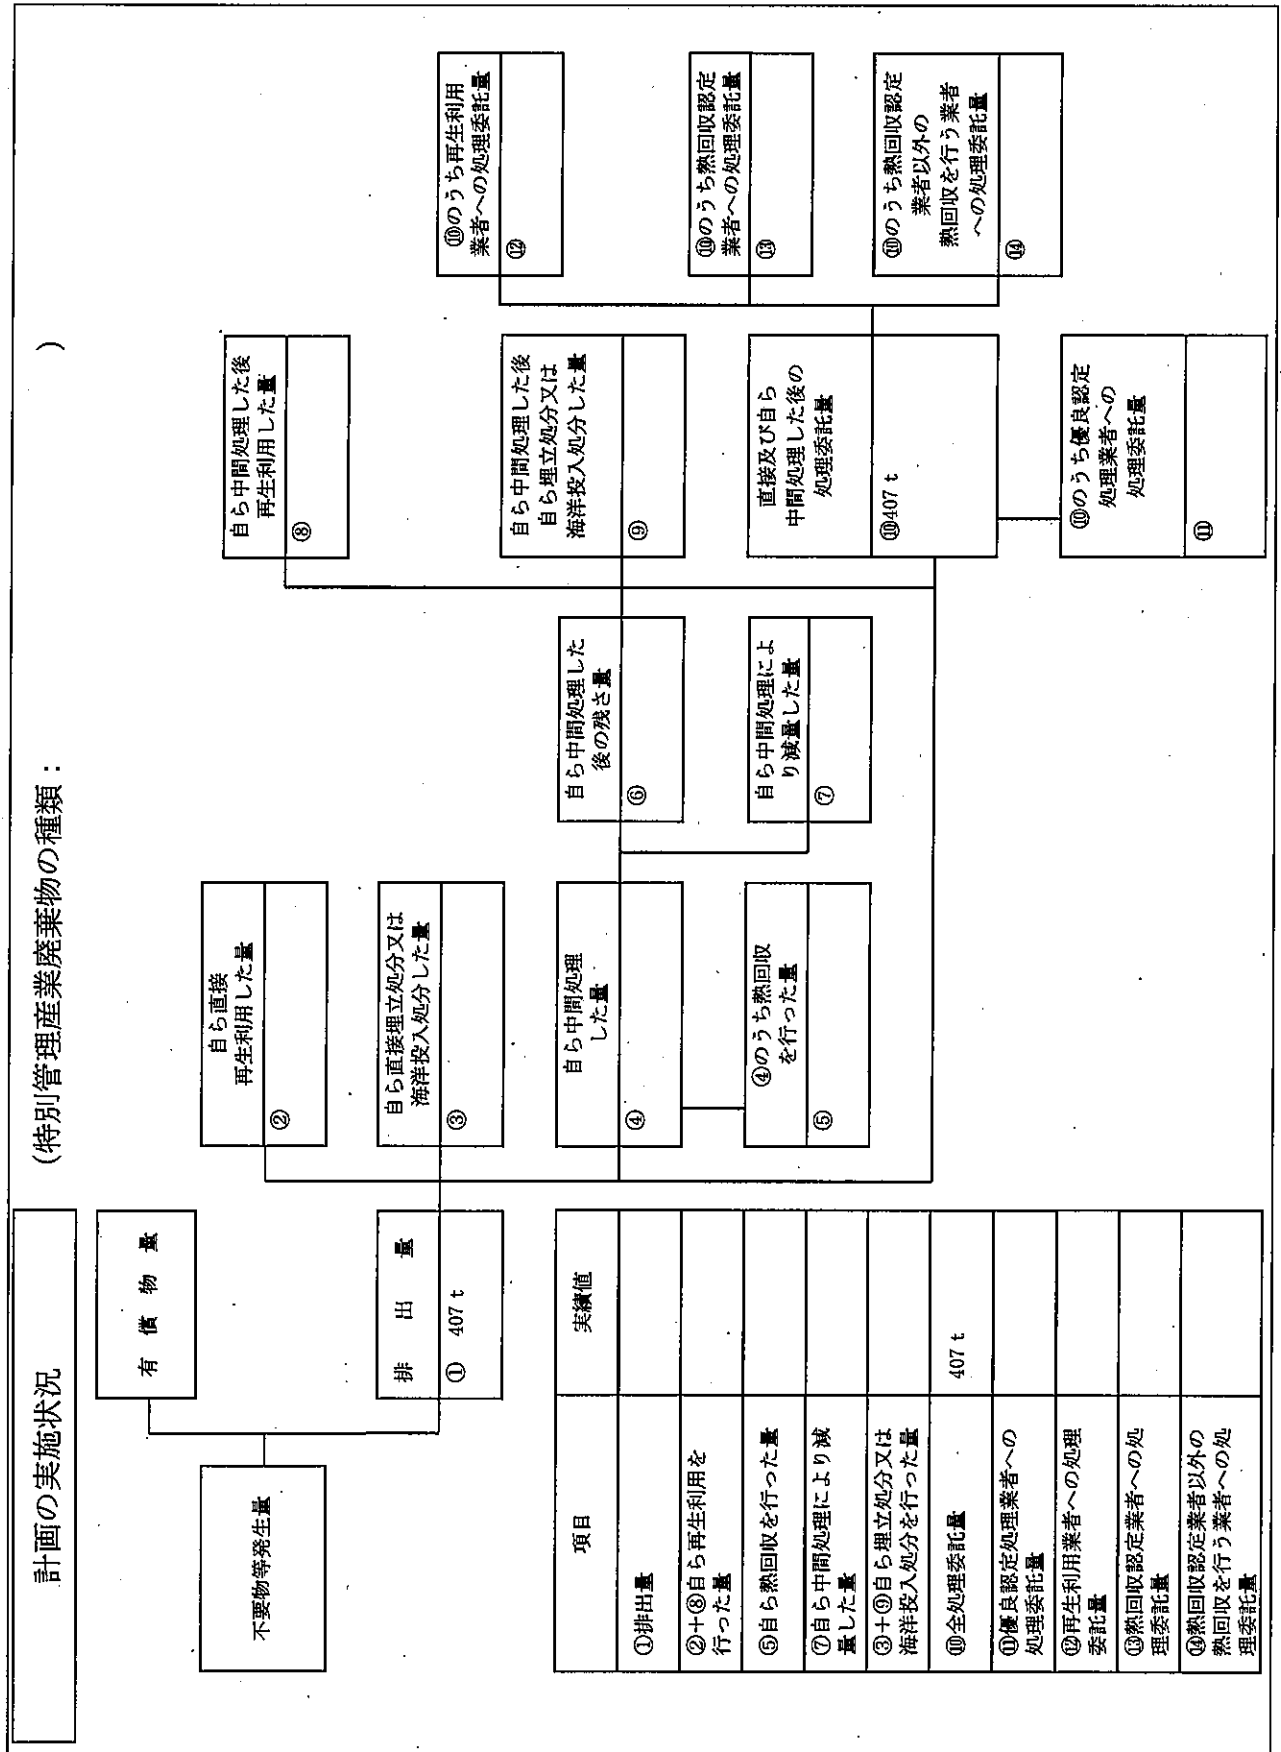 計画の実施状況
(特別管理産業廃棄物の種類:　　　)
不要物等発生量
有 償 物 量
排 出 量
① 407 t
自ら直接
再生利用した量
②
自ら直接埋立処分又は
海洋投入処分した量
③
自ら中間処理
した量
④
④のうち熱回収
を行った量
⑤
自ら中間処理した
後の残さ量
⑥
自ら中間処理によ
り減量した量
⑦
自ら中間処理した後
再生利用した量
⑧
自ら中間処理した後
自ら埋立処分又は
海洋投入処分した量
⑨
直接及び自ら
中間処理した後の
処理委託量
⑩407 t
⑩のうち優良認定
処理業者への
処理委託量
⑪
⑩のうち再生利用
業者への処理委託量
⑫
⑩のうち熱回収認定
業者への処理委託量
⑬
⑩のうち熱回収認定
業者以外の
熱回収を行う業者
への処理委託量
⑭
項目　実績値
①排出量
②+⑧自ら再生利用を
行った量
⑤自ら熱回収を行った量
⑦自ら中間処理により減
量した量
③+⑨自ら埋立処分又は
海洋投入処分を行った量
⑩全処理委託量　407 t
⑪優良認定処理業者への
処理委託量
⑫再生利用業者への処理
委託量
⑬熱回収認定業者への処
理委託量
⑭熱回収認定業者以外の
熱回収を行う業者への処
理委託量